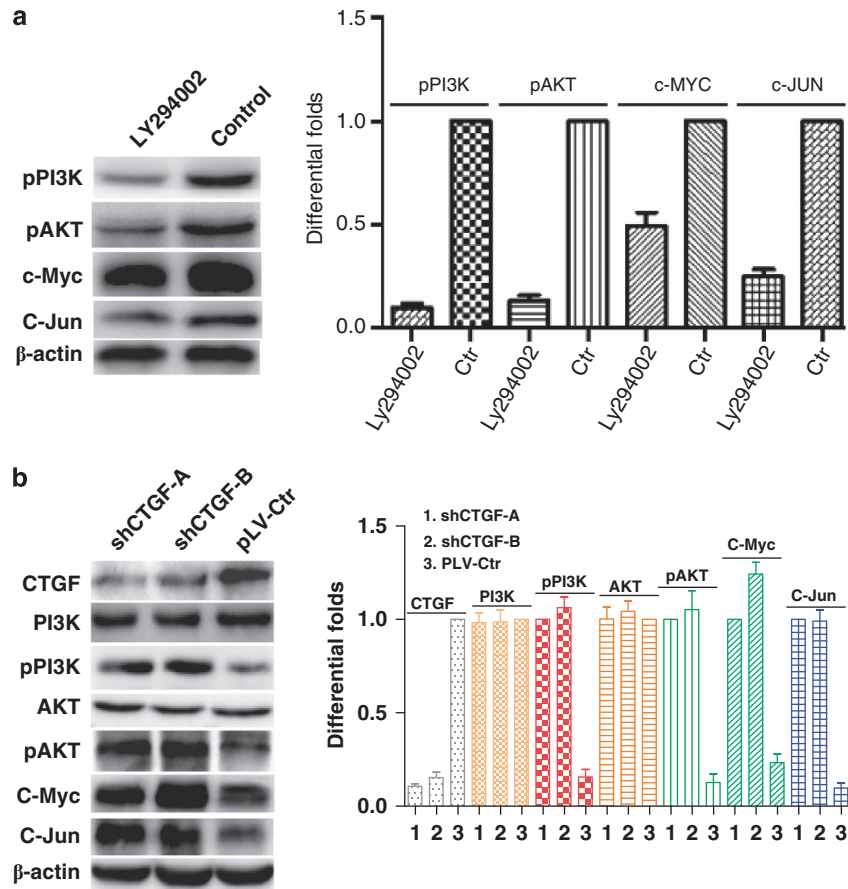 a
LY294002
Control
pPI3K
pAKT
c-Myc
C-Jun
β-actin
Differential folds
1.5
1.0
0.5
0.0
pPI3K
pAKT
c-MYC
c-JUN
Ly294002
Ctr
Ly294002
Ctr
Ly294002
Ctr
Ly294002
Ctr
b
shCTGF-A
shCTGF-B
pLV-Ctr
CTGF
PI3K
pPI3K
AKT
pAKT
C-Myc
C-Jun
β-actin
Differential folds
1.5
1.0
0.5
0.0
1. shCTGF-A
2. shCTGF-B
3. PLV-Ctr
CTGF
PI3K
pPI3K
AKT
pAKT
C-Myc
C-Jun
1 2 3 1 2 3 1 2 3 1 2 3 1 2 3 1 2 3 1 2 3